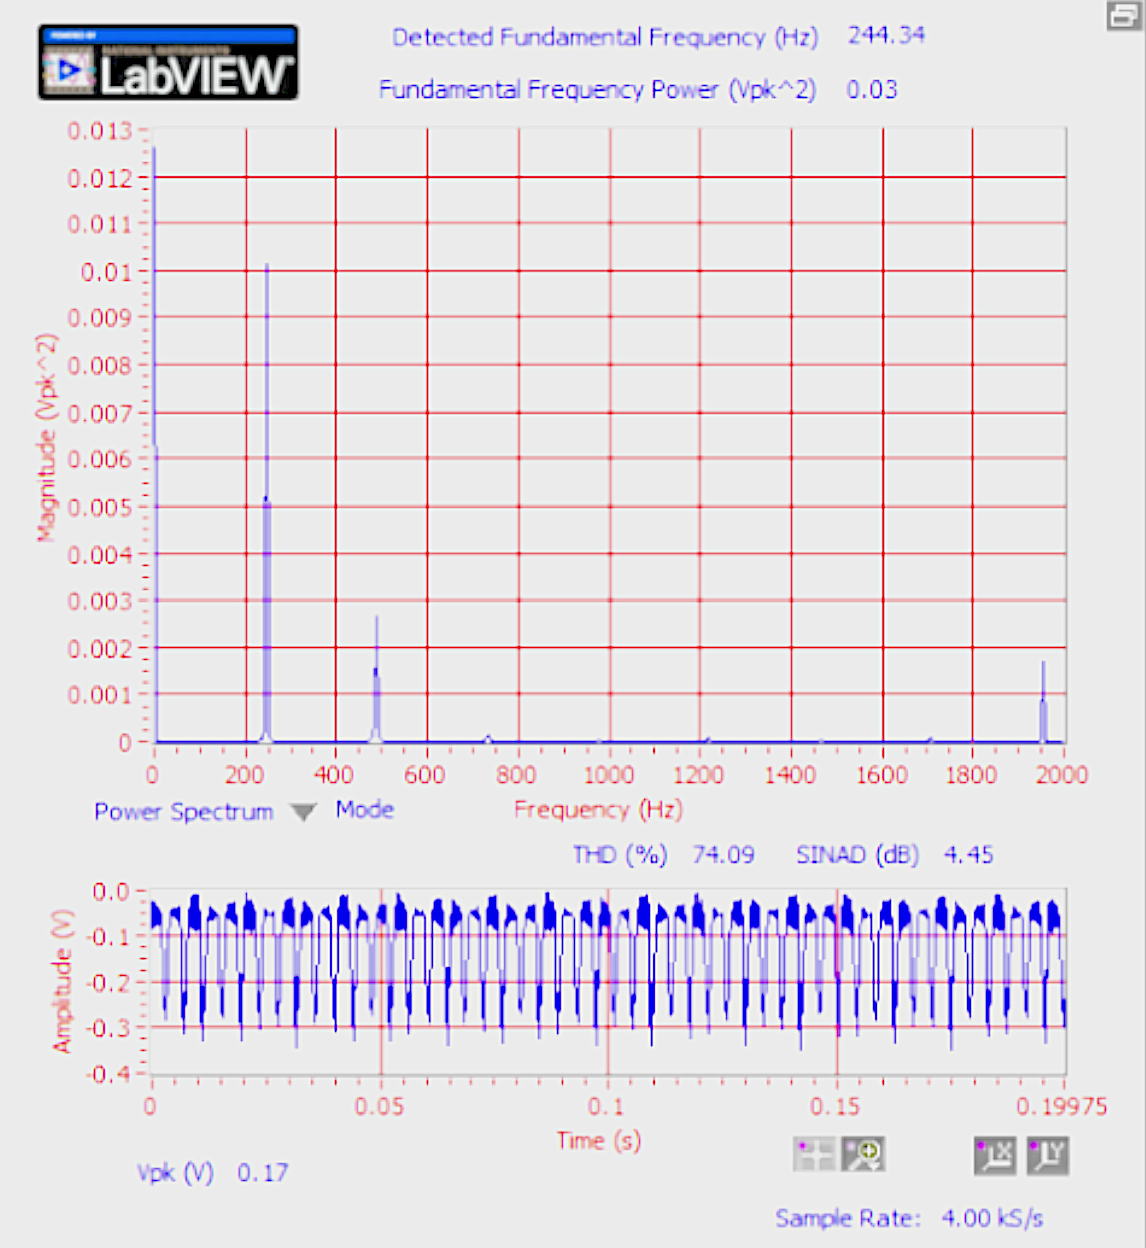 POWERED BY
NATIONAL INSTRUMENTS
LabVIEW
Detected Fundamental Frequency (Hz) 244.34
Fundamental Frequency Power (Vpk^2) 0.03
0.013
0.012
0.011
0.01
0.009
0.008
0.007
0.006
0.005
0.004
0.003
0.002
0.001
0
Magnitude (Vpk^2)
0 200 400 600 800 1000 1200 1400 1600 1800 2000
Power Spectrum Mode Frequency (Hz)
THD (%) 74.09 SINAD (dB) 4.45
0.0
-0.1
-0.2
-0.3
-0.4
Amplitude (V)
0 0.05 0.1 0.15 0.19975
Time (s)
X Y
Vpk (V) 0.17
Sample Rate: 4.00 kS/s